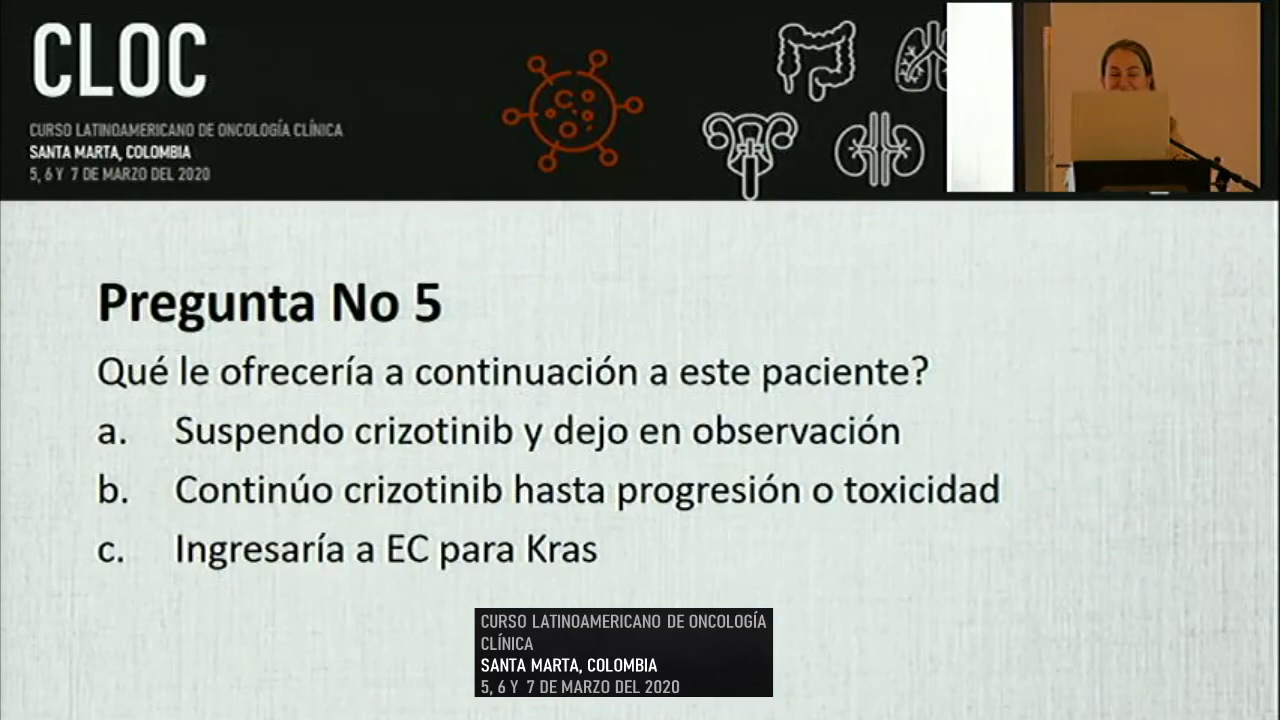 CLOC
CURSO LATINOAMERICANO DE ONCOLOGÍA CLÍNICA
SANTA MARTA, COLOMBIA
5, 6 Y 7 DE MARZO DEL 2020
Pregunta No 5
Qué le ofrecería a continuación a este paciente?
a. Suspendo crizotinib y dejo en observación
b. Continúo crizotinib hasta progresión o toxicidad
c. Ingresaría a EC para Kras
CURSO LATINOAMERICANO DE ONCOLOGÍA
CLÍNICA
SANTA MARTA, COLOMBIA
5, 6 Y 7 DE MARZO DEL 2020